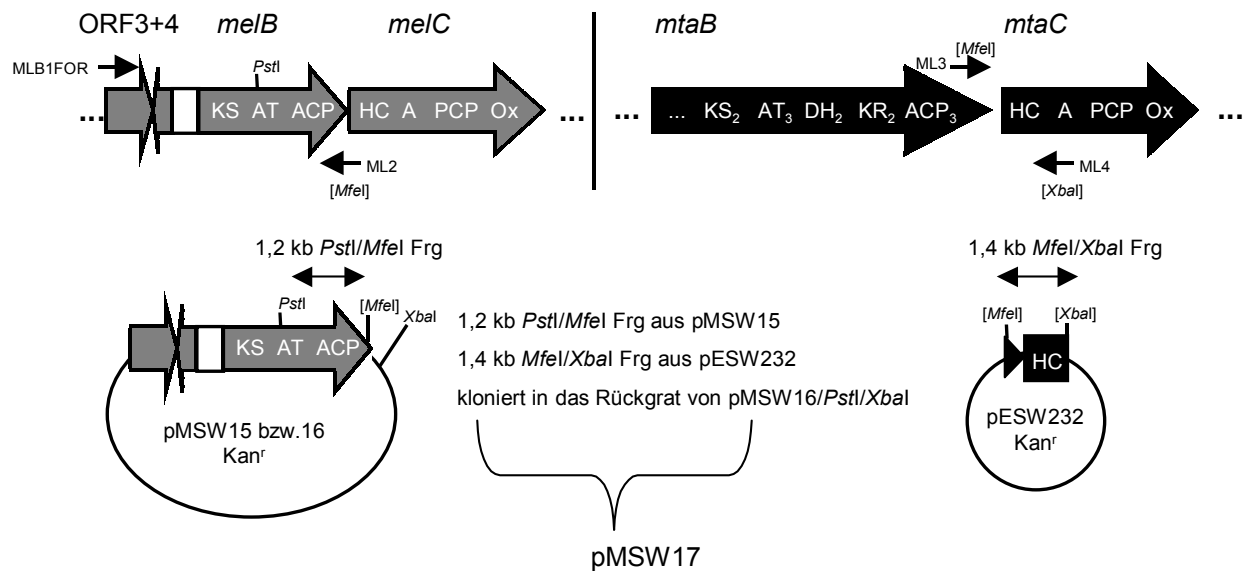 ORF3+4 melB melC mtaB mtaC
MLB1FOR PstI ML3 [MfeI]
... KS AT ACP HC A PCP Ox ... ... ... KS2 AT3 DH2 KR2 ACP3 HC A PCP Ox ...
ML2 ML4
[MfeI] [XbaI]
1,2 kb PstI/MfeI Frg 1,4 kb MfeI/XbaI Frg
PstI [MfeI] XbaI [MfeI] [XbaI]
KS AT ACP HC
1,2 kb PstI/MfeI Frg aus pMSW15
1,4 kb MfeI/XbaI Frg aus pESW232
kloniert in das Rückgrat von pMSW16/PstI/XbaI
pMSW15 bzw.16
Kanr
pESW232
Kanr
pMSW17